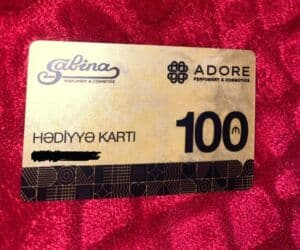 Sabina
PERFUMERY & COSMETICS
ADORE
PERFUMERY & COSMETICS
HƏDİYYƏ KARTI
100 ₼